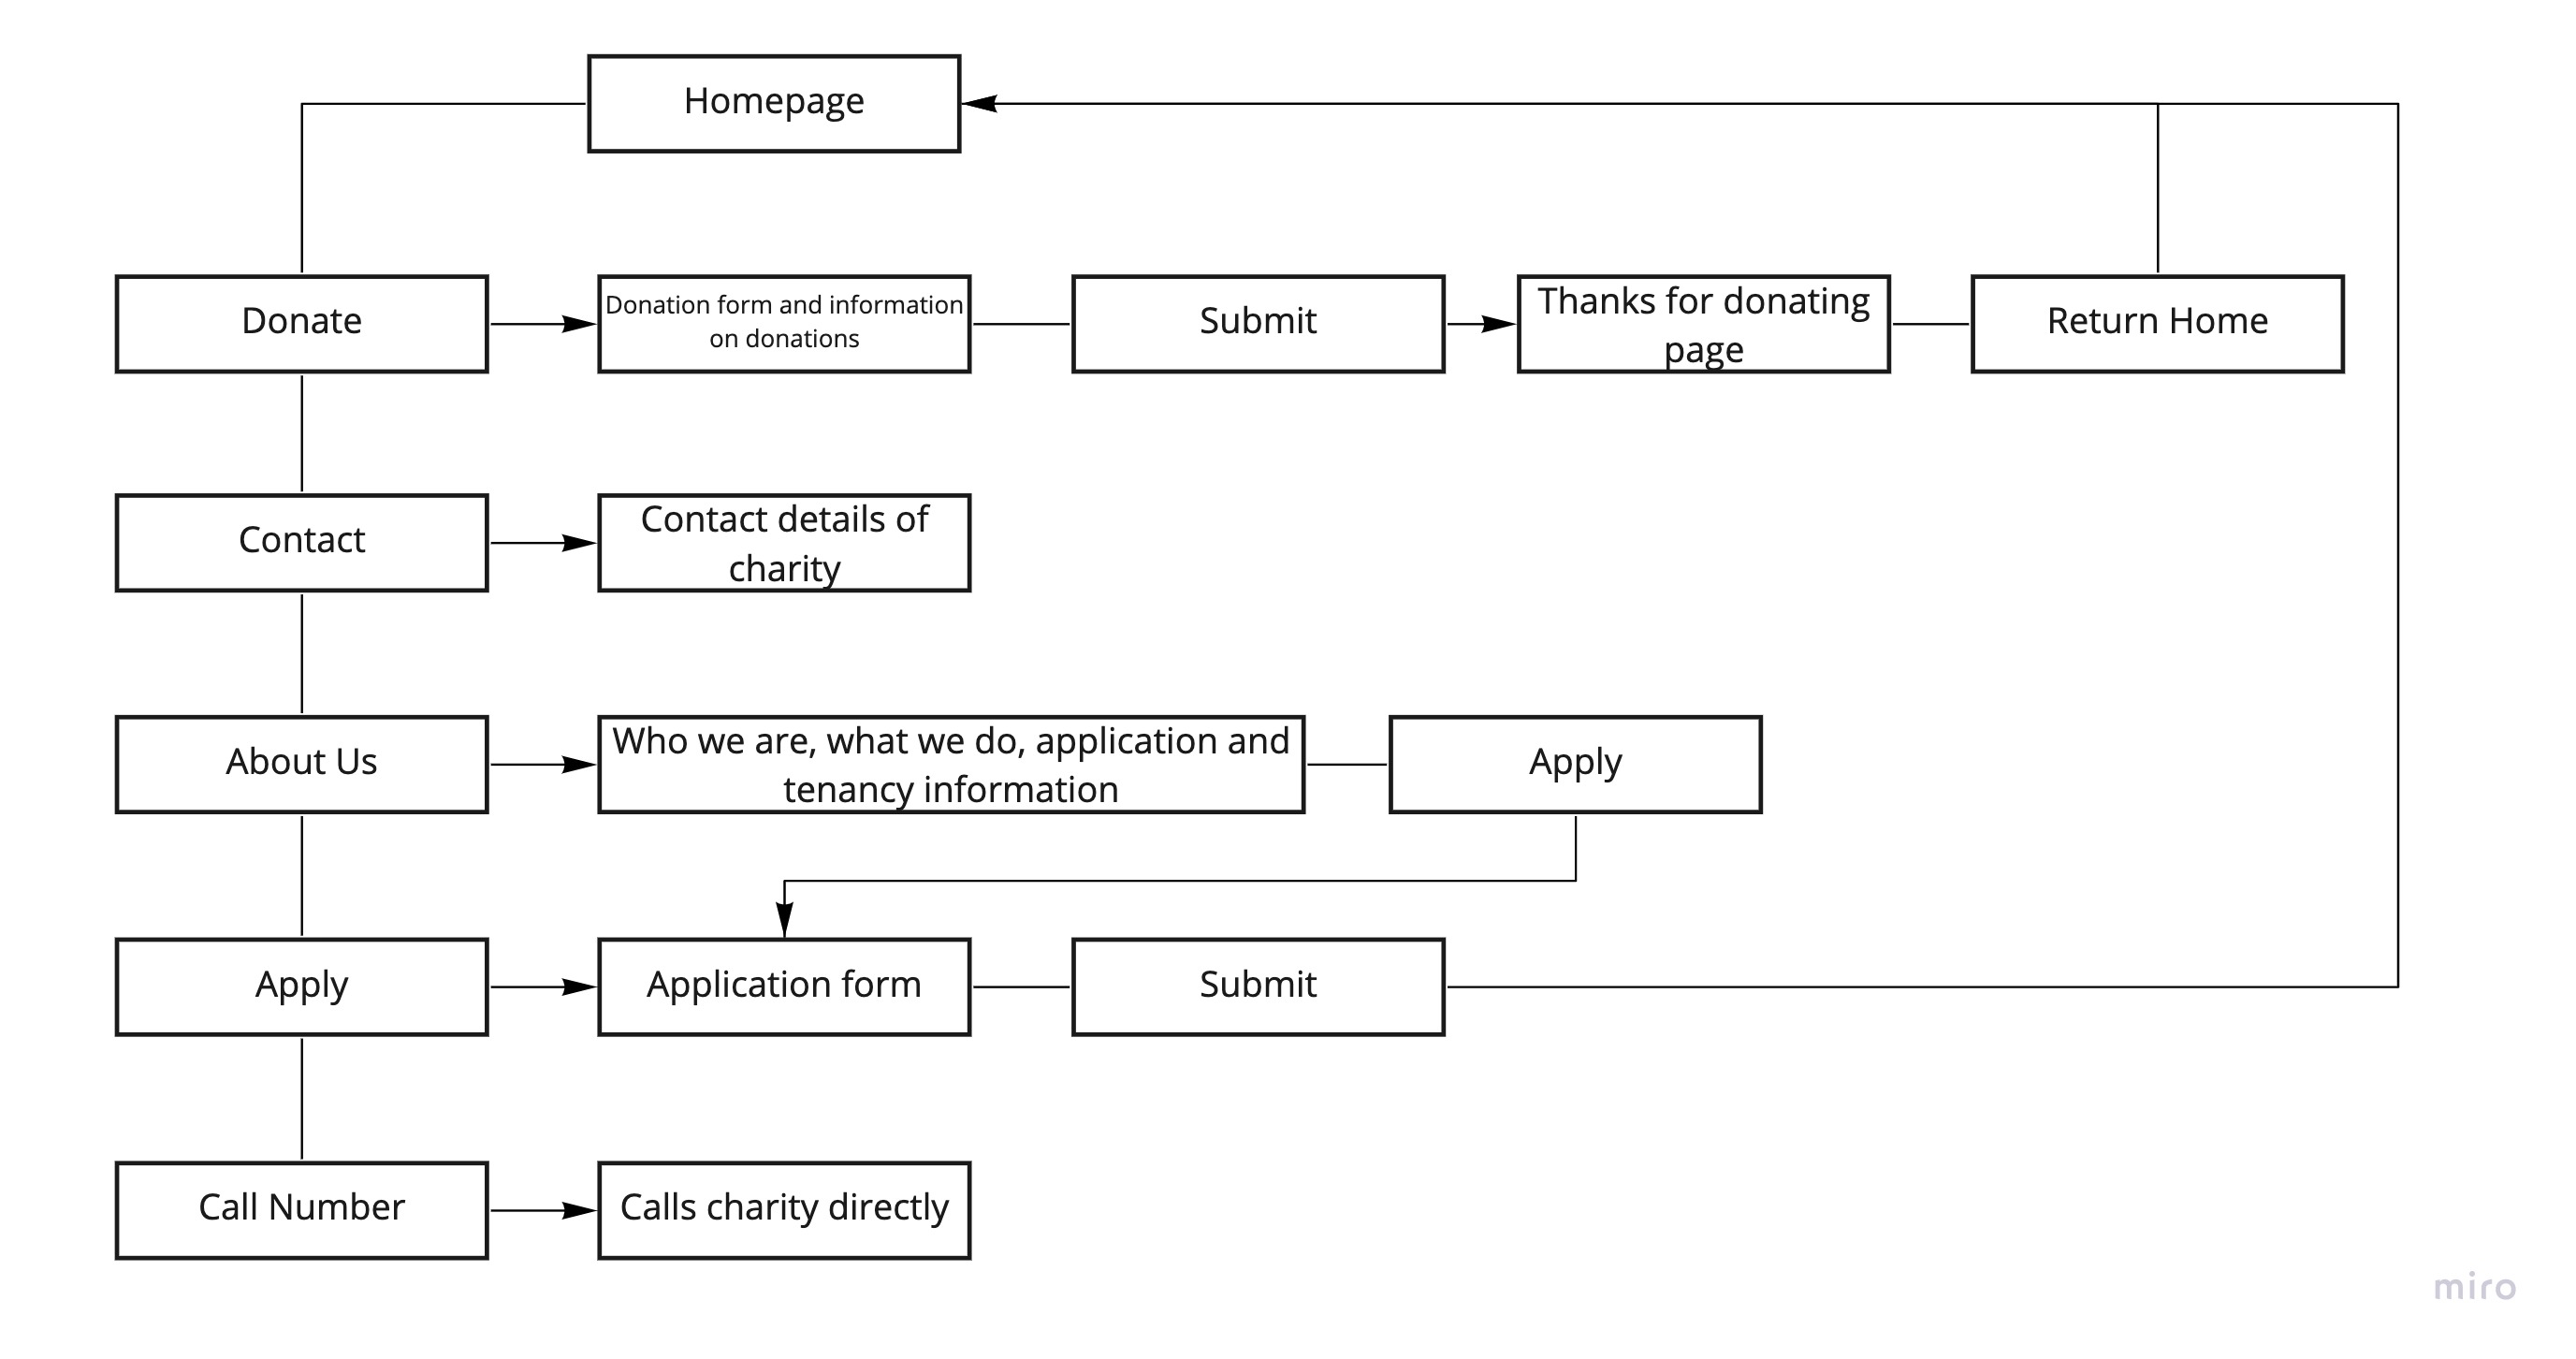 Homepage
Donate
Donation form and information
on donations
Submit
Thanks for donating
page
Return Home
Contact
Contact details of
charity
About Us
Who we are, what we do, application and
tenancy information
Apply
Apply
Application form
Submit
Call Number
Calls charity directly
miro